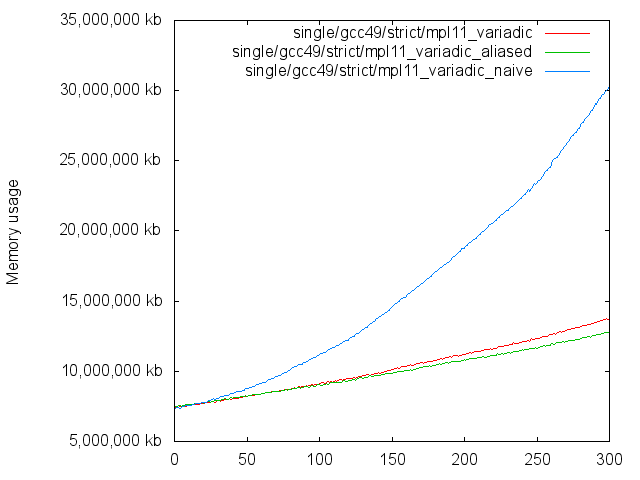 35,000,000 kb
30,000,000 kb
25,000,000 kb
20,000,000 kb
15,000,000 kb
10,000,000 kb
5,000,000 kb
Memory usage
single/gcc49/strict/mpl11_variadic
single/gcc49/strict/mpl11_variadic_aliased
single/gcc49/strict/mpl11_variadic_naive
0 50 100 150 200 250 300